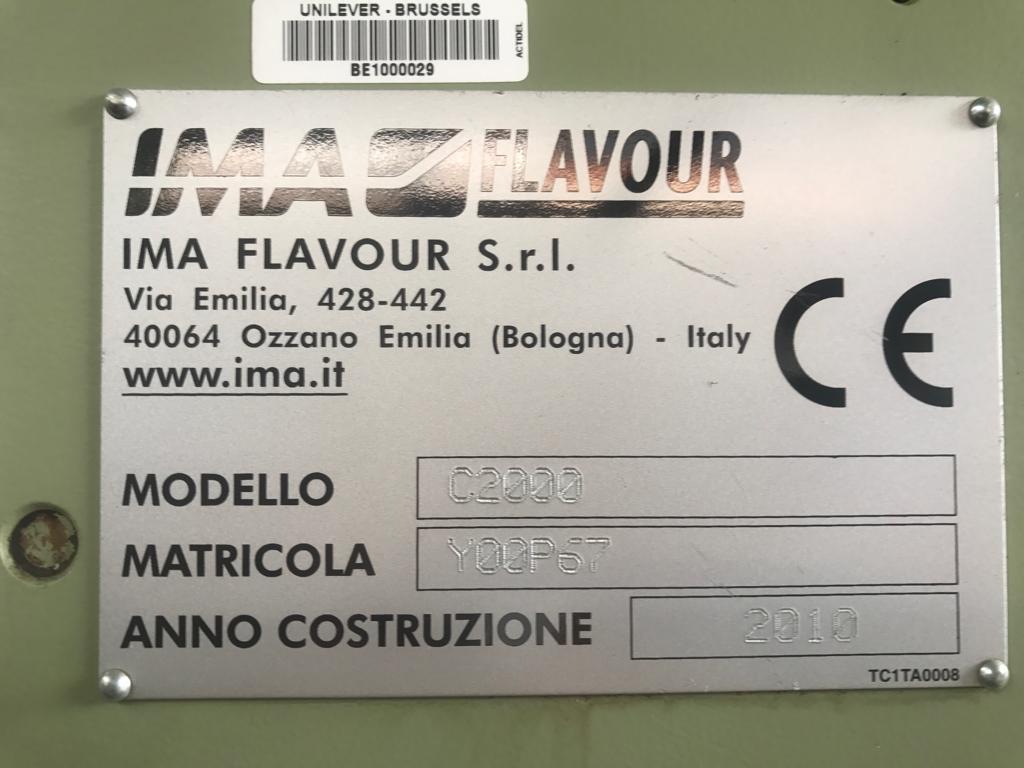 UNILEVER - BRUSSELS
ACTIDEL
BE1000029
IMA FLAVOUR
IMA FLAVOUR S.r.l.
Via Emilia, 428-442
40064 Ozzano Emilia (Bologna) - Italy
www.ima.it
CE
MODELLO C2000
MATRICOLA Y00P67
ANNO COSTRUZIONE 2010
TC1TA0008